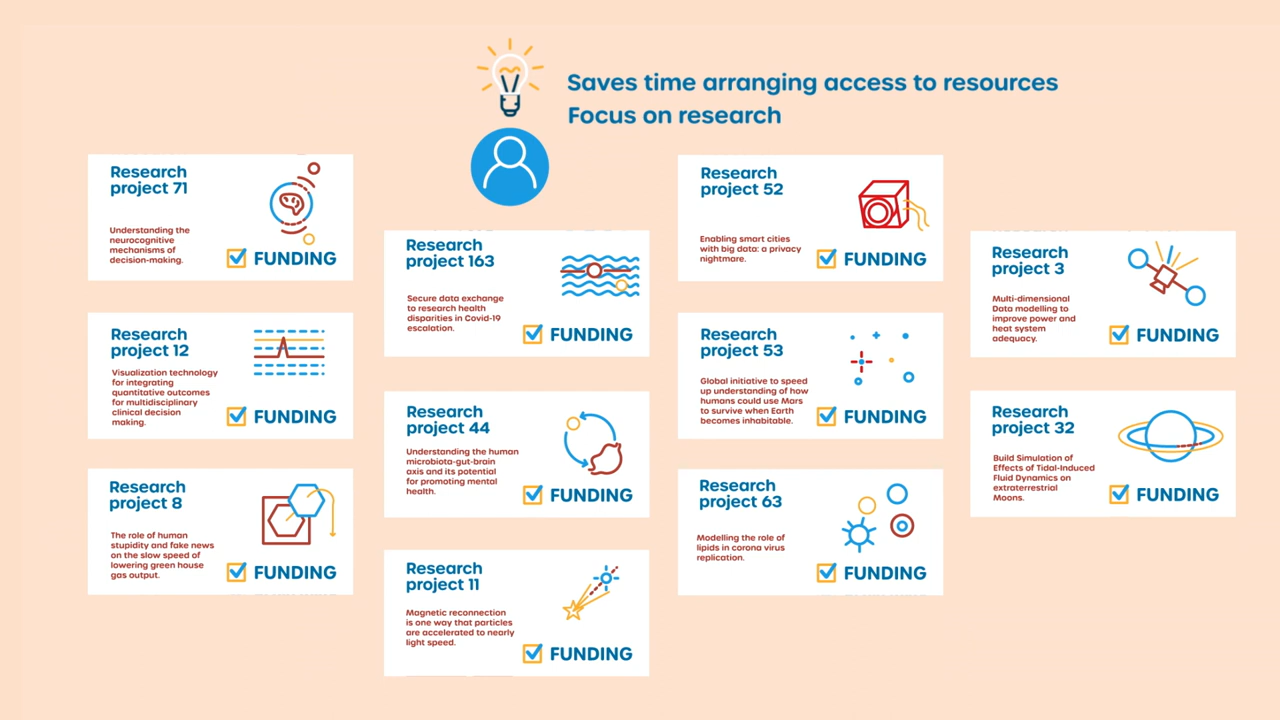 Saves time arranging access to resources
Focus on research
Research
project 71
Understanding the
neurocognitive
mechanisms of
decision-making.
FUNDING
Research
project 12
Visualization technology
for integrating
quantitative outcomes
for multidisciplinary
clinical decision
making.
FUNDING
Research
project 8
The role of human
stupidity and fake news
on the slow speed of
lowering green house
gas output.
FUNDING
Research
project 163
Secure data exchange
to research health
disparities in Covid-19
escalation.
FUNDING
Research
project 44
Understanding the human
microbiota-gut-brain
axis and its potential
for promoting mental
health.
FUNDING
Research
project 11
Magnetic reconnection
is one way that particles
are accelerated to nearly
light speed.
FUNDING
Research
project 52
Enabling smart cities
with big data: a privacy
nightmare.
FUNDING
Research
project 53
Global initiative to speed
up understanding of how
humans could use Mars
to survive when Earth
becomes inhabitable.
FUNDING
Research
project 63
Modelling the role of
lipids in corona virus
replication.
FUNDING
Research
project 3
Multi-dimensional
Data modelling to
improve power and
heat system
adequacy.
FUNDING
Research
project 32
Build Simulation of
Effects of Tidal-Induced
Fluid Dynamics on
extraterrestrial
Moons.
FUNDING